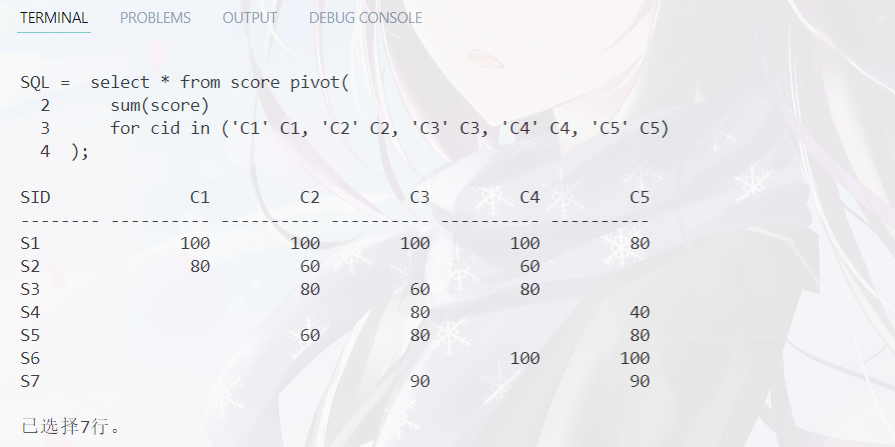 TERMINAL PROBLEMS OUTPUT DEBUG CONSOLE
SQL = select * from score pivot(
2 sum(score)
3 for cid in ('C1' C1, 'C2' C2, 'C3' C3, 'C4' C4, 'C5' C5)
4 );
SID C1 C2 C3 C4 C5
-------- ---------- ---------- ---------- ---------- ----------
S1 100 100 100 100 80
S2 80 60 60
S3 80 60 80
S4 80 40
S5 60 80 80
S6 100 100
S7 90 90
已选择7行。